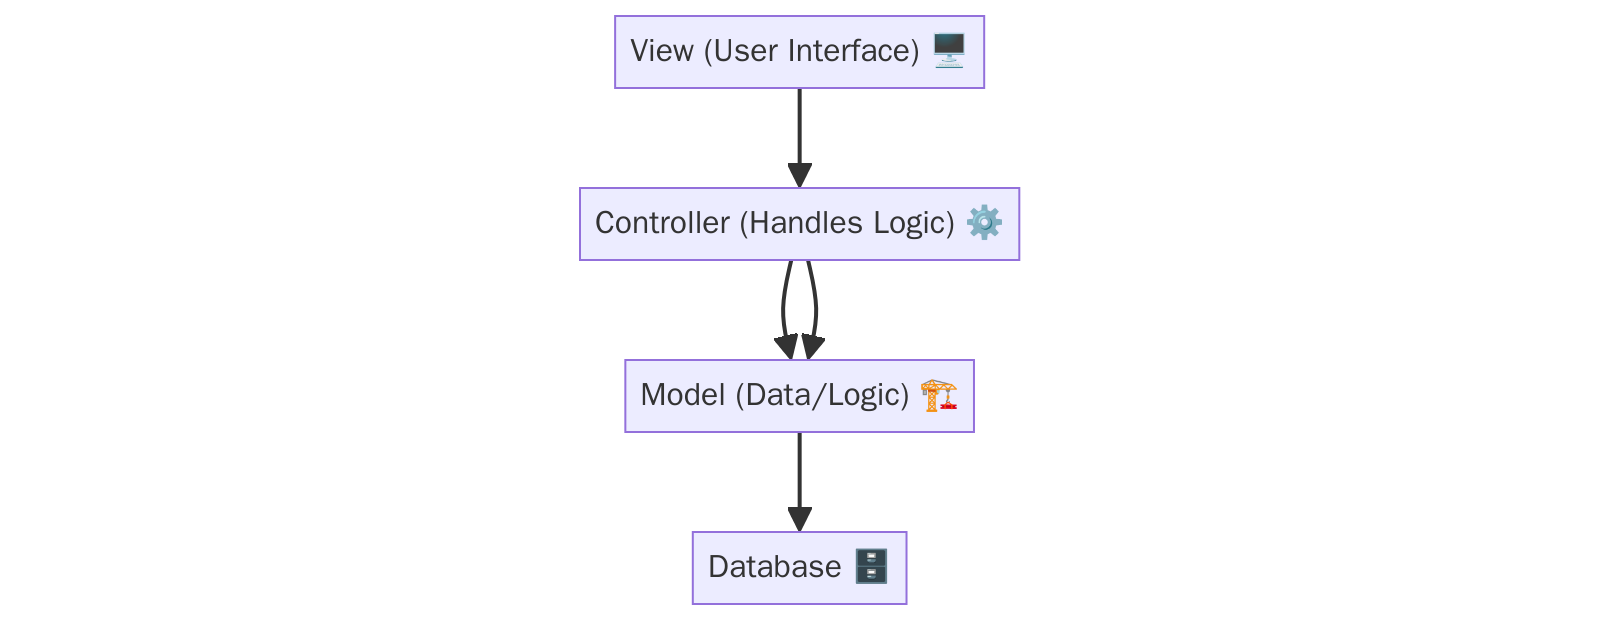 View (User Interface) 🖥️
Controller (Handles Logic) ⚙️
Model (Data/Logic) 🏗️
Database 🗄️